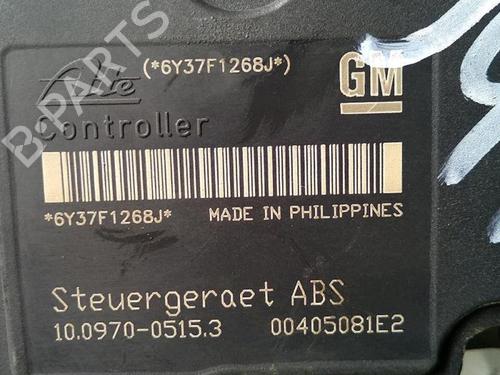 B-PARTS
(*6Y37F1268J*)
Ate
GM
Controller
*6Y37F1268J*
MADE IN PHILIPPINES
Steuergeraet ABS
10.0970-0515.3
00405081E2